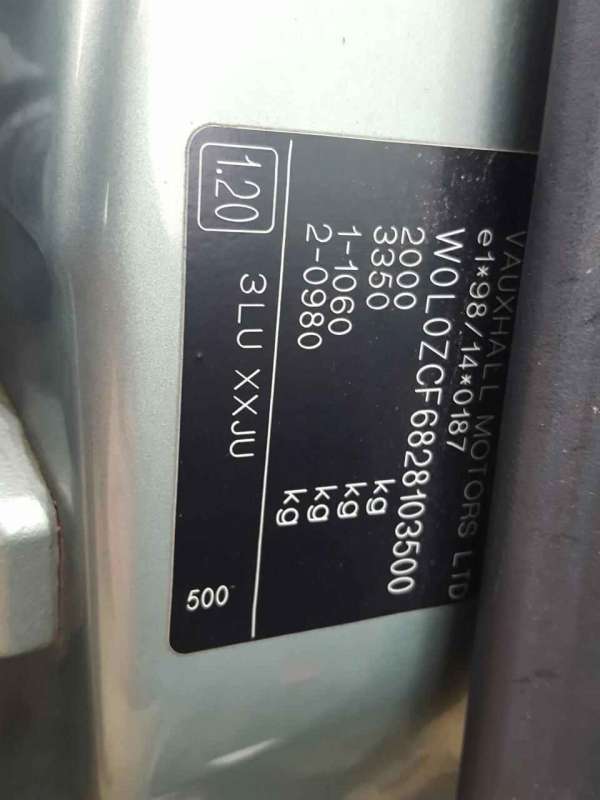 VAUXHALL MOTORS LTD
e1*98/14*0187
W0L0ZCF6828103500
2000 kg
3350 kg
1-1060 kg
2-0980 kg
1.20 3LU XXJU 500